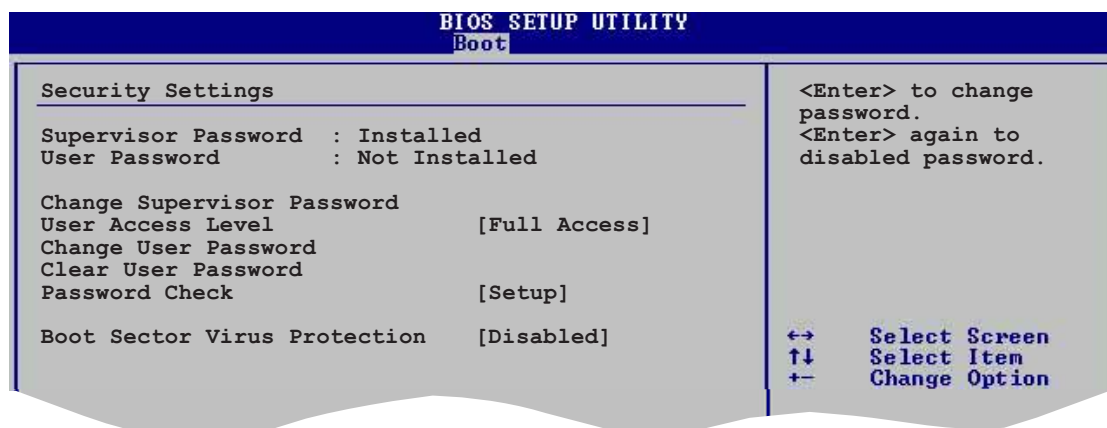 BIOS SETUP UTILITY
Boot
Security Settings
Supervisor Password : Installed
User Password : Not Installed
Change Supervisor Password
User Access Level [Full Access]
Change User Password
Clear User Password
Password Check [Setup]
Boot Sector Virus Protection [Disabled]
<Enter> to change
password.
<Enter> again to
disabled password.
←→ Select Screen
↑↓ Select Item
+- Change Option